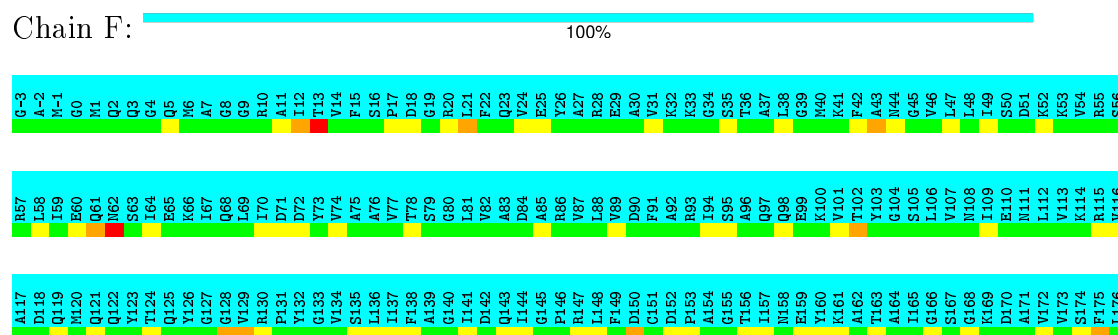 Chain F:
100%
G-3 A-2 M-1 G0 M1 Q2 Q3 G4 Q5 M6 A7 G8 G9 R10 A11 I12 T13 V14 F15 S16 P17 D18 G19 R20 L21 F22 Q23 V24 E25 Y26 A27 R28 E29 A30 V31 K32 K33 G34 S35 T36 A37 L38 G39 M40 K41 F42 A43 N44 G45 V46 L47 L48 I49 S50 D51 K52 K53 V54 R55 S56
R57 L58 I59 E60 Q61 N62 S63 I64 E65 K66 I67 Q68 L69 I70 D71 D72 Y73 V74 A75 A76 V77 T78 S79 G80 L81 V82 A83 D84 A85 R86 V87 L88 V89 D90 F91 A92 R93 I94 S95 A96 Q97 Q98 E99 K100 V101 T102 Y103 G104 S105 L106 V107 N108 I109 E110 N111 L112 V113 K114 R115
A117 D118 Q119 M120 Q121 Q122 Y123 T124 Q125 Y126 G127 G128 V129 R130 P131 Y132 G133 V134 S135 L136 I137 F138 A139 G140 I141 D142 Q143 I144 G145 P146 R147 L148 F149 D150 C151 D152 P153 A154 G155 T156 I157 N158 E159 Y160 K161 A162 T163 A164 I165 G166 S167 G168 K169 D170 A171 V172 V173 S174 F175